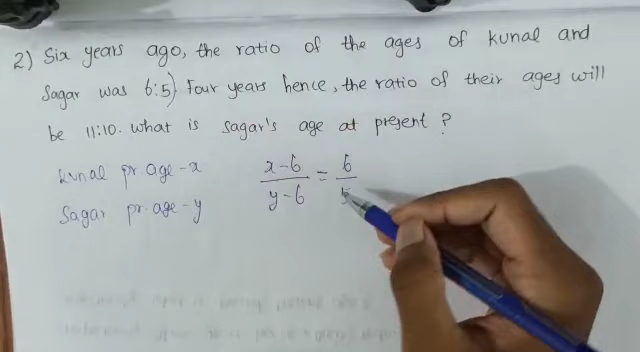 2) Six years ago, the ratio of the ages of kunal and
Sagar was 6:5) Four years hence, the ratio of their ages will
be 11:10. what is sagar's age at present ?
kunal pr. age - x
x-6 / y-6 = 6 / 5
Sagar pr. age - y